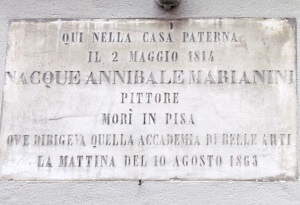 QUI NELLA CASA PATERNA
IL 2 MAGGIO 1814
NACQUE ANNIBALE MARIANINI
PITTORE
MORÌ IN PISA
OVE DIRIGEVA QUELLA ACCADEMIA DI BELLE ARTI
LA MATTINA DEL 10 AGOSTO 1863